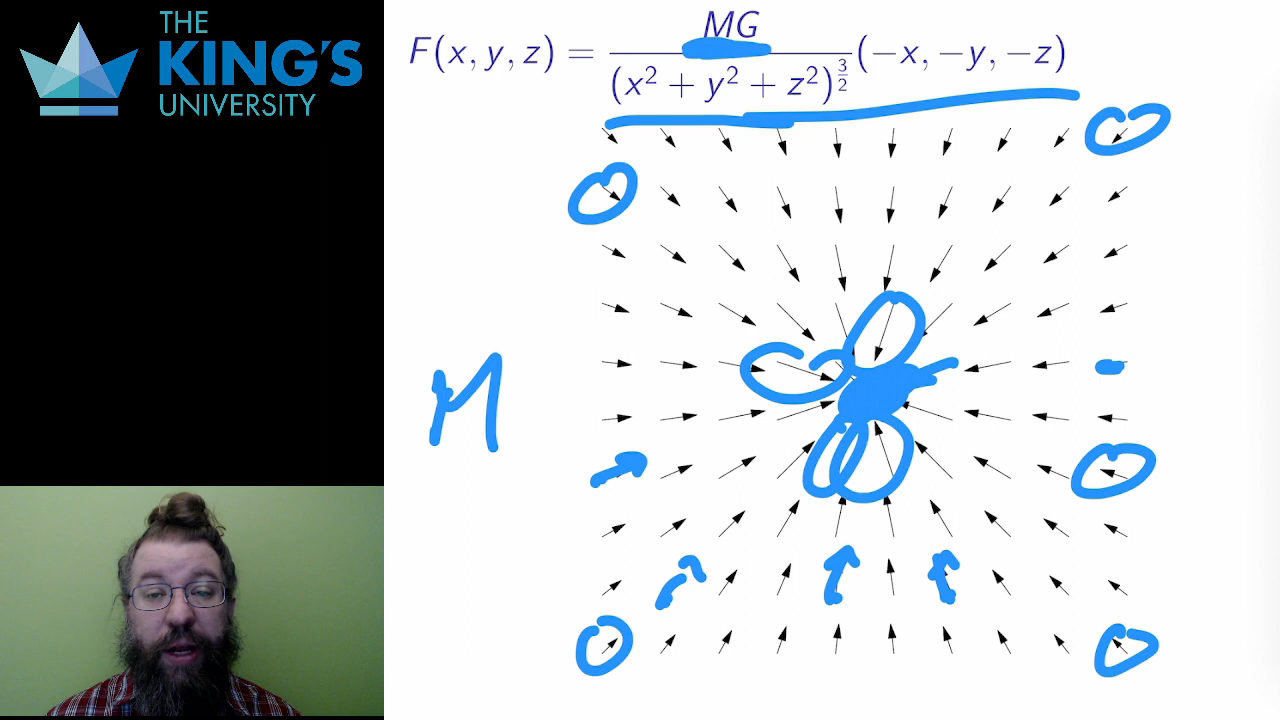 THE
KING'S
UNIVERSITY
F(x, y, z) = MG / (x² + y² + z²)^(3/2) (−x, −y, −z)
M